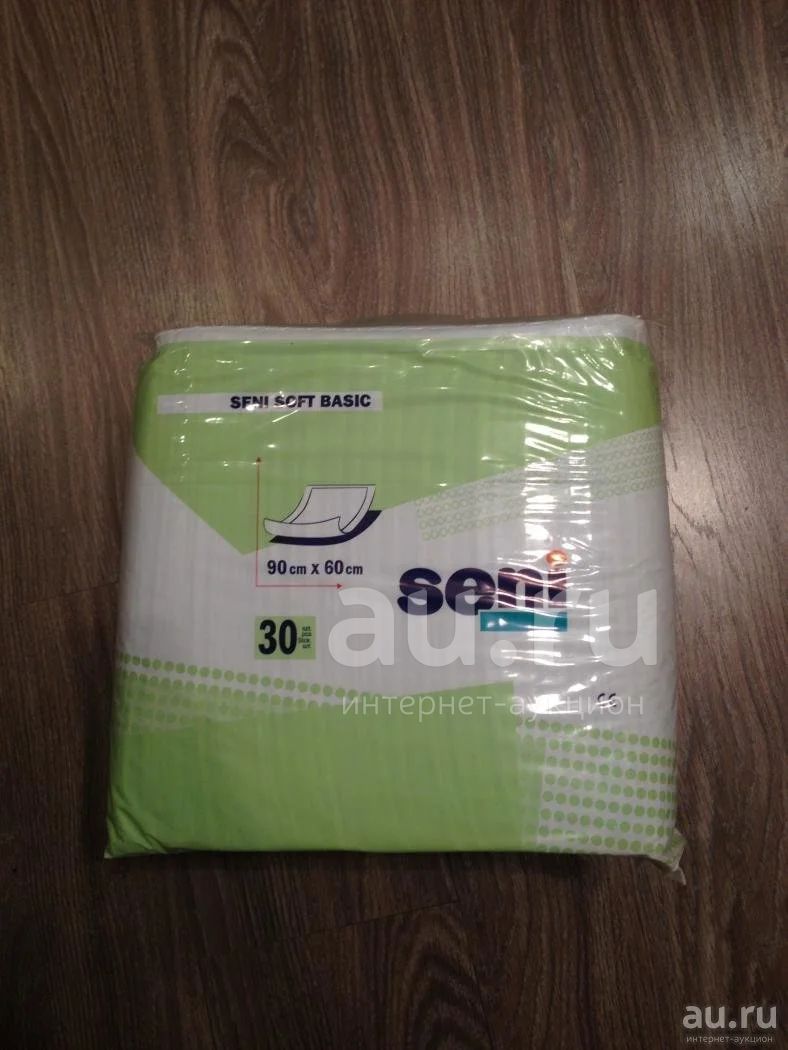 SENI SOFT BASIC
90 cm x 60 cm
seni
30
au.ru
интернет-аукцион
au.ru
интернет-аукцион